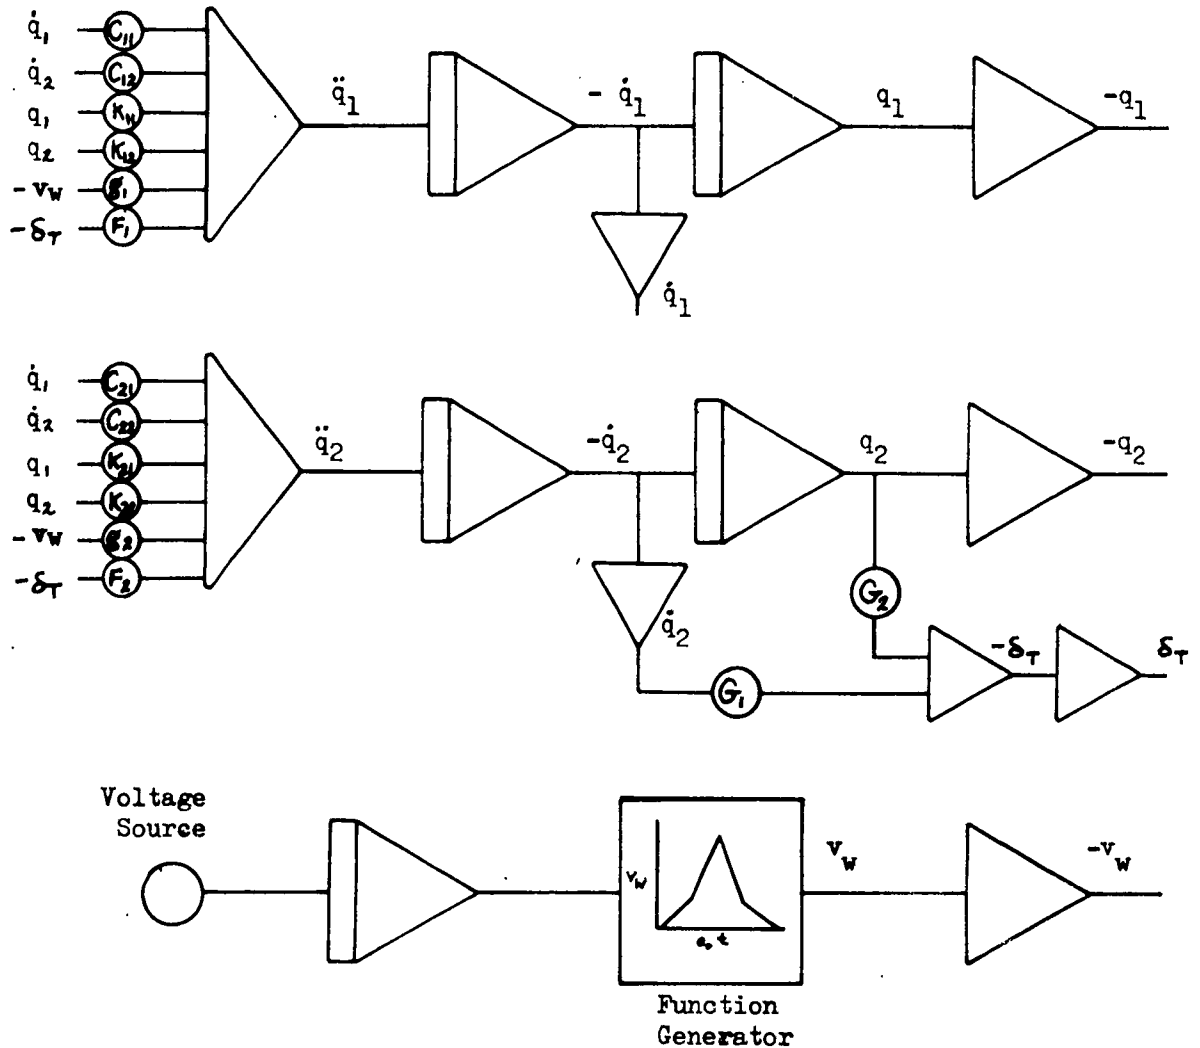 q̇₁ C₁₁
q̇₂ C₁₂
q₁ K₁₁
q₂ K₁₂
-v_w g₁
-δ_T F₁
q̈₁
- q̇₁
q₁
-q₁
q̇₁
q̇₁ C₂₁
q̇₂ C₂₂
q₁ K₂₁
q₂ K₂₂
-v_w g₂
-δ_T F₂
q̈₂
-q̇₂
q₂
-q₂
q̇₂
G₂
G₁
-δ_T
δ_T
Voltage
Source
v_w
v_w
-v_w
Function
Generator